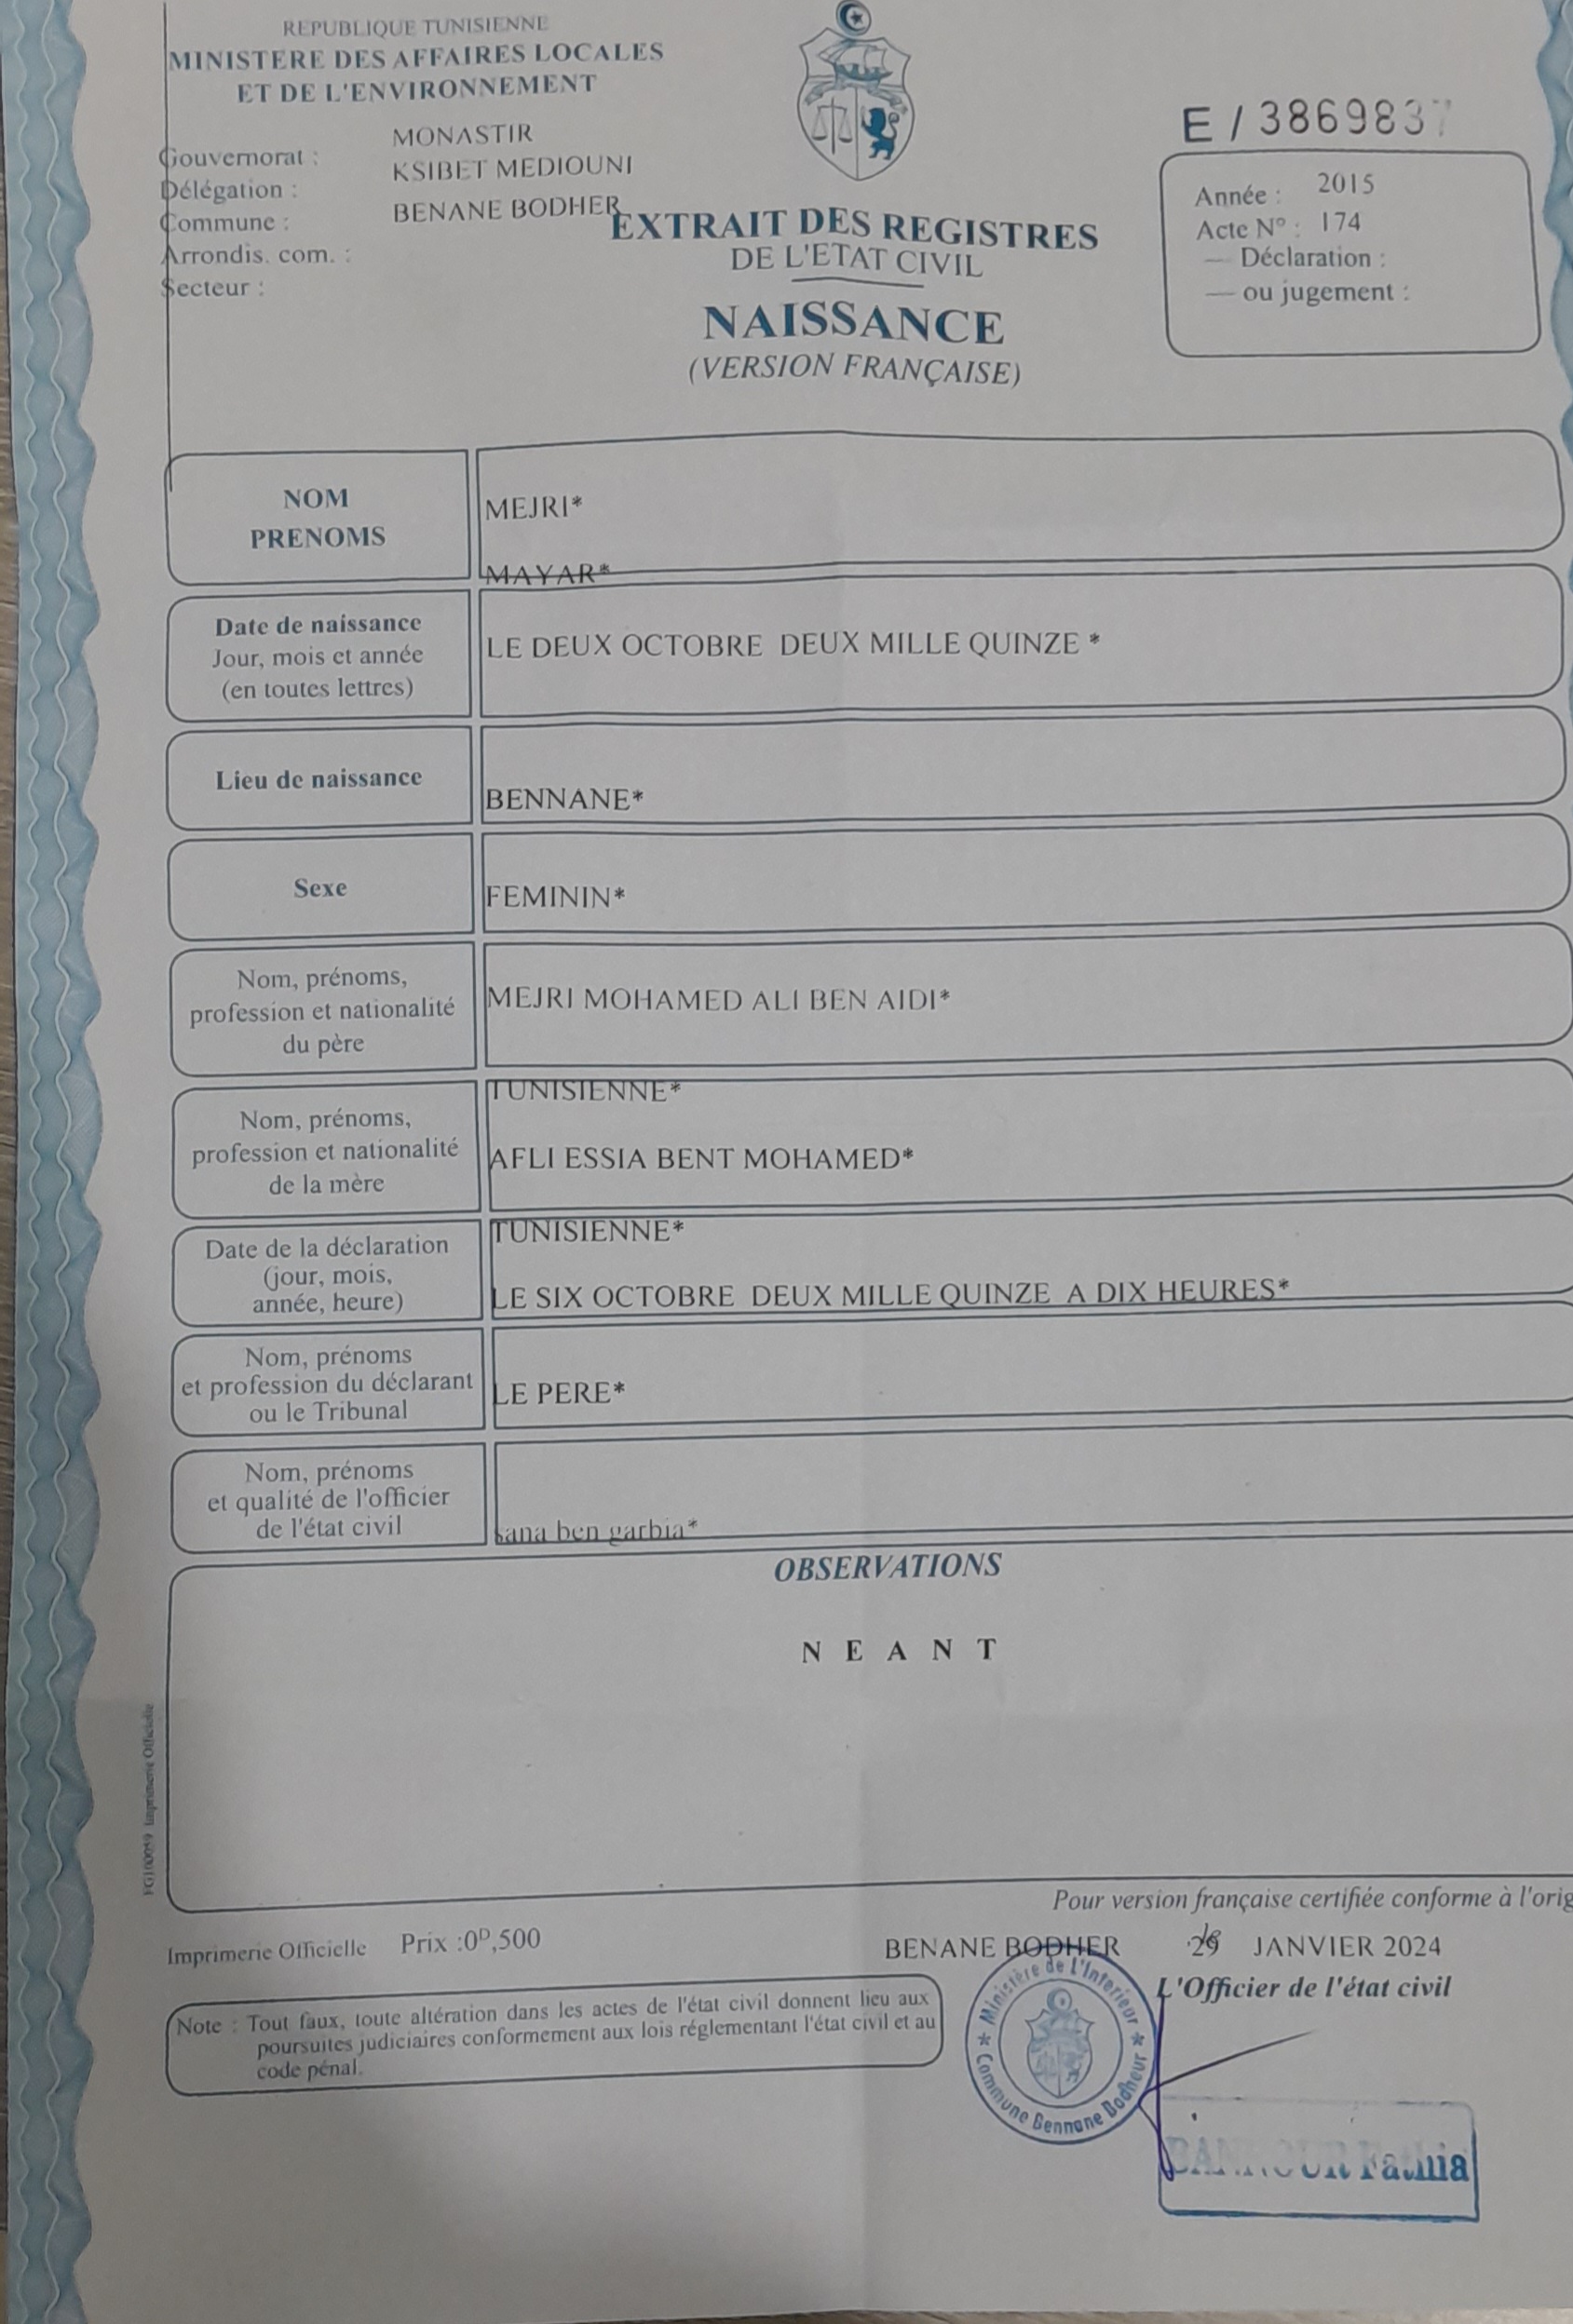 REPUBLIQUE TUNISIENNE
MINISTERE DES AFFAIRES LOCALES
ET DE L'ENVIRONNEMENT
Gouvernorat : MONASTIR
Délégation : KSIBET MEDIOUNI
Commune : BENANE BODHER
Arrondis. com. :
Secteur :
E / 3869837
Année : 2015
Acte N° : 174
— Déclaration :
— ou jugement :
EXTRAIT DES REGISTRES
DE L'ETAT CIVIL
NAISSANCE
(VERSION FRANÇAISE)
NOM
PRENOMS
MEJRI*
MAYAR*
Date de naissance
Jour, mois et année
(en toutes lettres)
LE DEUX OCTOBRE DEUX MILLE QUINZE *
Lieu de naissance
BENNANE*
Sexe
FEMININ*
Nom, prénoms,
profession et nationalité
du père
MEJRI MOHAMED ALI BEN AIDI*
TUNISIENNE*
Nom, prénoms,
profession et nationalité
de la mère
AFLI ESSIA BENT MOHAMED*
TUNISIENNE*
Date de la déclaration
(jour, mois,
année, heure)
LE SIX OCTOBRE DEUX MILLE QUINZE A DIX HEURES*
Nom, prénoms
et profession du déclarant
ou le Tribunal
LE PERE*
Nom, prénoms
et qualité de l'officier
de l'état civil
sana ben garbia*
OBSERVATIONS
N E A N T
FG100059 Imprimerie Officielle
Pour version française certifiée conforme à l'orig
Imprimerie Officielle Prix :0D,500
BENANE BODHER le 29 JANVIER 2024
L'Officier de l'état civil
Note : Tout faux, toute altération dans les actes de l'état civil donnent lieu aux
poursuites judiciaires conformement aux lois réglementant l'état civil et au
code pénal.
* Ministère de l'Interieur *
Commune Bennane Bodheur
Fathia